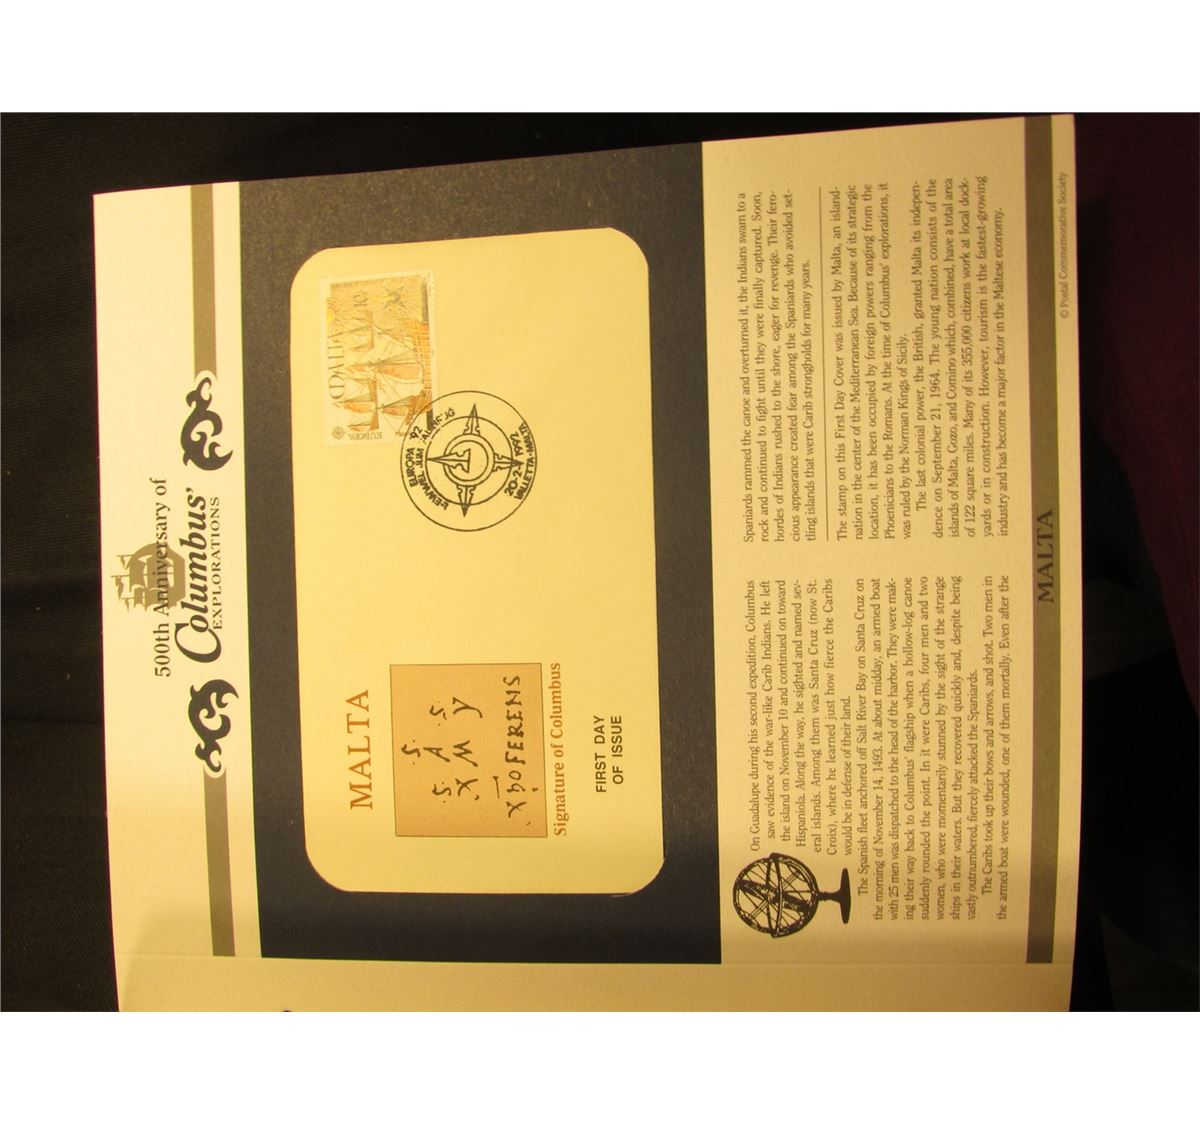 500th Anniversary of
Columbus'
EXPLORATIONS
MALTA
S.
.S. A .S.
X M Y
Xp̄o FERENS
Signature of Columbus
FIRST DAY
OF ISSUE
MALTA
10c
EUROPA
EUROPA '92
L-EWWEL JUM
20-2-1992
VALLETTA-MALTA
On Guadalupe during his second expedition, Columbus
saw evidence of the war-like Carib Indians. He left
the island on November 10 and continued on toward
Hispaniola. Along the way, he sighted and named sev-
eral islands. Among them was Santa Cruz (now St.
Croix), where he learned just how fierce the Caribs
would be in defense of their land.
The Spanish fleet anchored off Salt River Bay on Santa Cruz on
the morning of November 14, 1493. At about midday, an armed boat
with 25 men was dispatched to the head of the harbor. They were mak-
ing their way back to Columbus' flagship when a hollow-log canoe
suddenly rounded the point. In it were Caribs, four men and two
women, who were momentarily stunned by the sight of the strange
ships in their waters. But they recovered quickly and, despite being
vastly outnumbered, fiercely attacked the Spaniards.
The Caribs took up their bows and arrows, and shot. Two men in
the armed boat were wounded, one of them mortally. Even after the
Spaniards rammed the canoe and overturned it, the Indians swam to a
rock and continued to fight until they were finally captured. Soon,
hordes of Indians rushed to the shore, eager for revenge. Their fero-
cious appearance created fear among the Spaniards who avoided set-
tling islands that were Carib strongholds for many years.
The stamp on this First Day Cover was issued by Malta, an island-
nation in the center of the Mediterranean Sea. Because of its strategic
location, it has been occupied by foreign powers ranging from the
Phoenicians to the Romans. At the time of Columbus' explorations, it
was ruled by the Norman Kings of Sicily.
The last colonial power, the British, granted Malta its indepen-
dence on September 21, 1964. The young nation consists of the
islands of Malta, Gozo, and Comino which, combined, have a total area
of 122 square miles. Many of its 355,000 citizens work at local dock-
yards or in construction. However, tourism is the fastest-growing
industry and has become a major factor in the Maltese economy.
MALTA
© Postal Commemorative Society